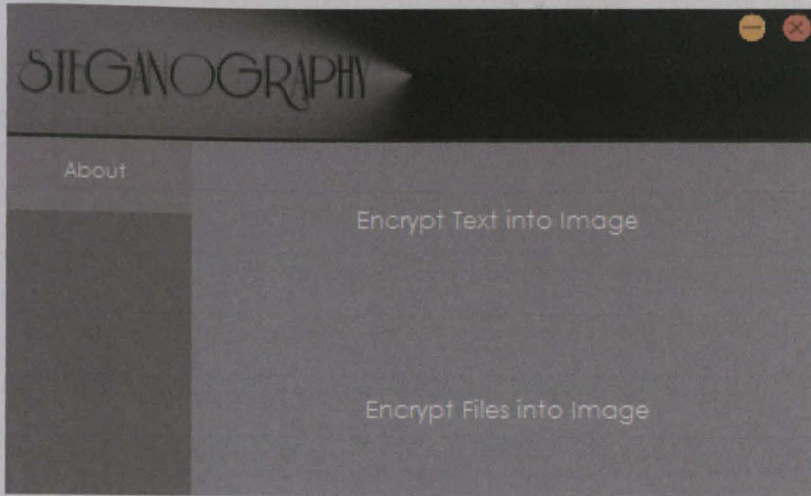 STEGANOGRAPHY
About
Encrypt Text into Image
Encrypt Files into Image